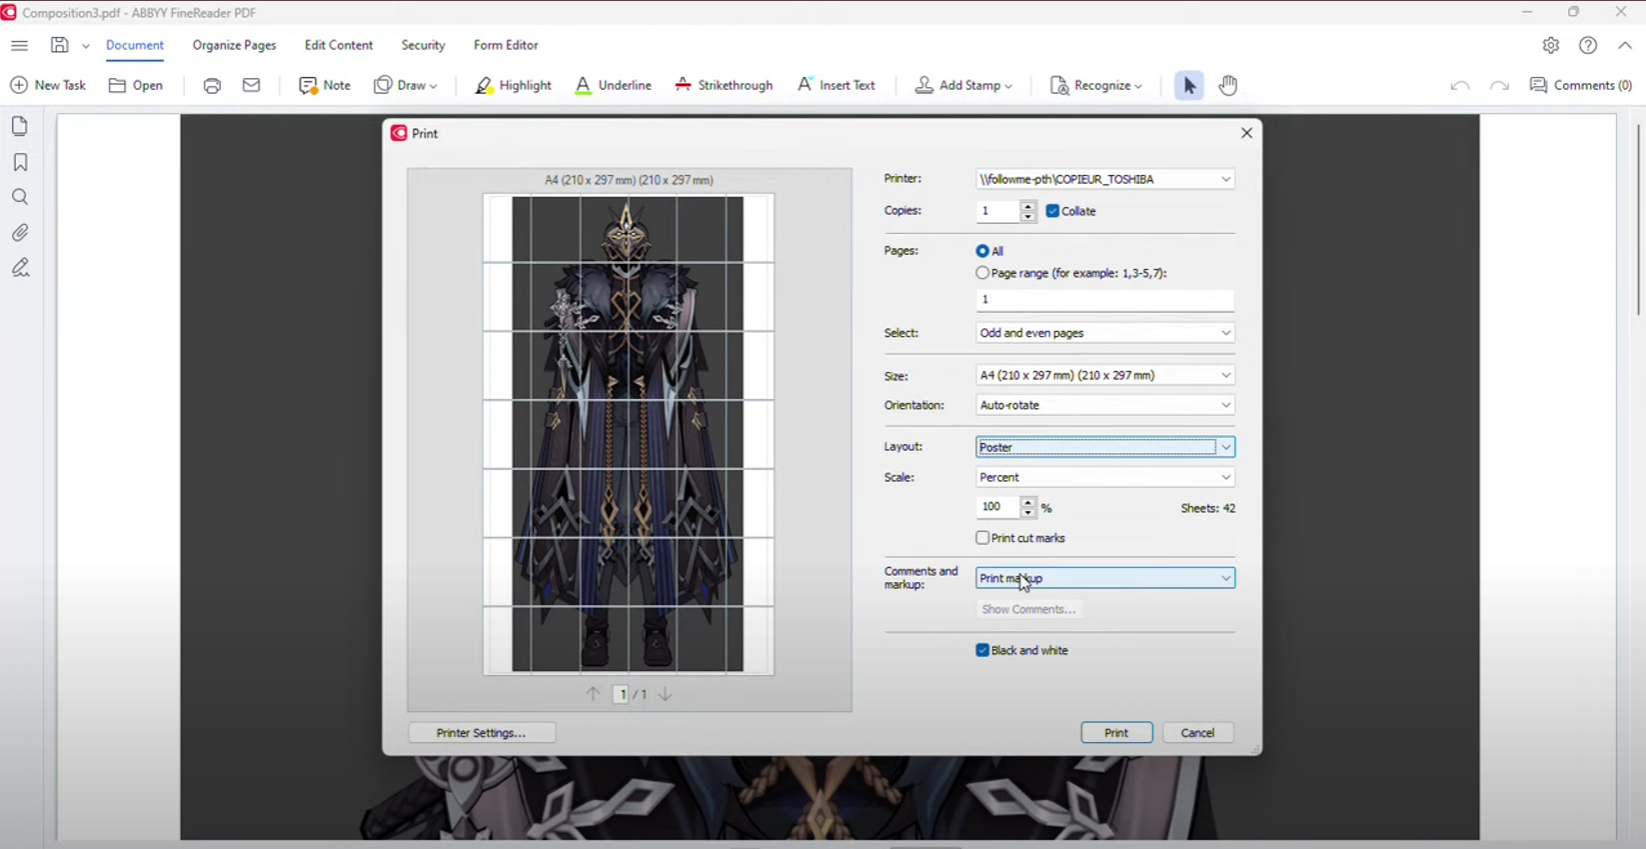 Composition3.pdf - ABBYY FineReader PDF
Document Organize Pages Edit Content Security Form Editor
New Task Open Note Draw Highlight Underline Strikethrough Insert Text Add Stamp Recognize Comments (0)
Print
A4 (210 x 297 mm) (210 x 297 mm)
Printer: \\followme-pth\COPIEUR_TOSHIBA
Copies: 1 Collate
Pages: All
Page range (for example: 1,3-5,7):
1
Select: Odd and even pages
Size: A4 (210 x 297 mm) (210 x 297 mm)
Orientation: Auto-rotate
Layout: Poster
Scale: Percent
100 % Sheets: 42
Print cut marks
Comments and markup: Print markup
Show Comments...
Black and white
1 / 1
Printer Settings... Print Cancel